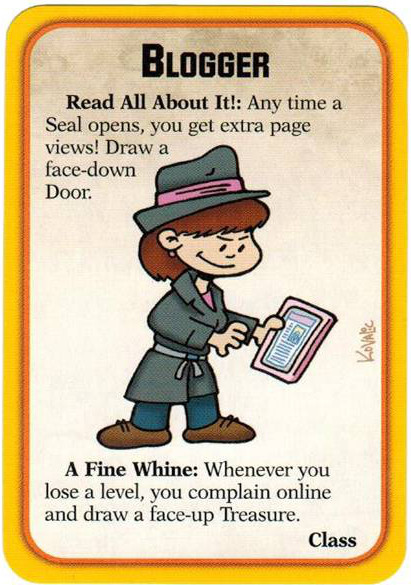 BLOGGER
Read All About It!: Any time a
Seal opens, you get extra page
views! Draw a
face-down
Door.
KOVALIC
A Fine Whine: Whenever you
lose a level, you complain online
and draw a face-up Treasure.
Class